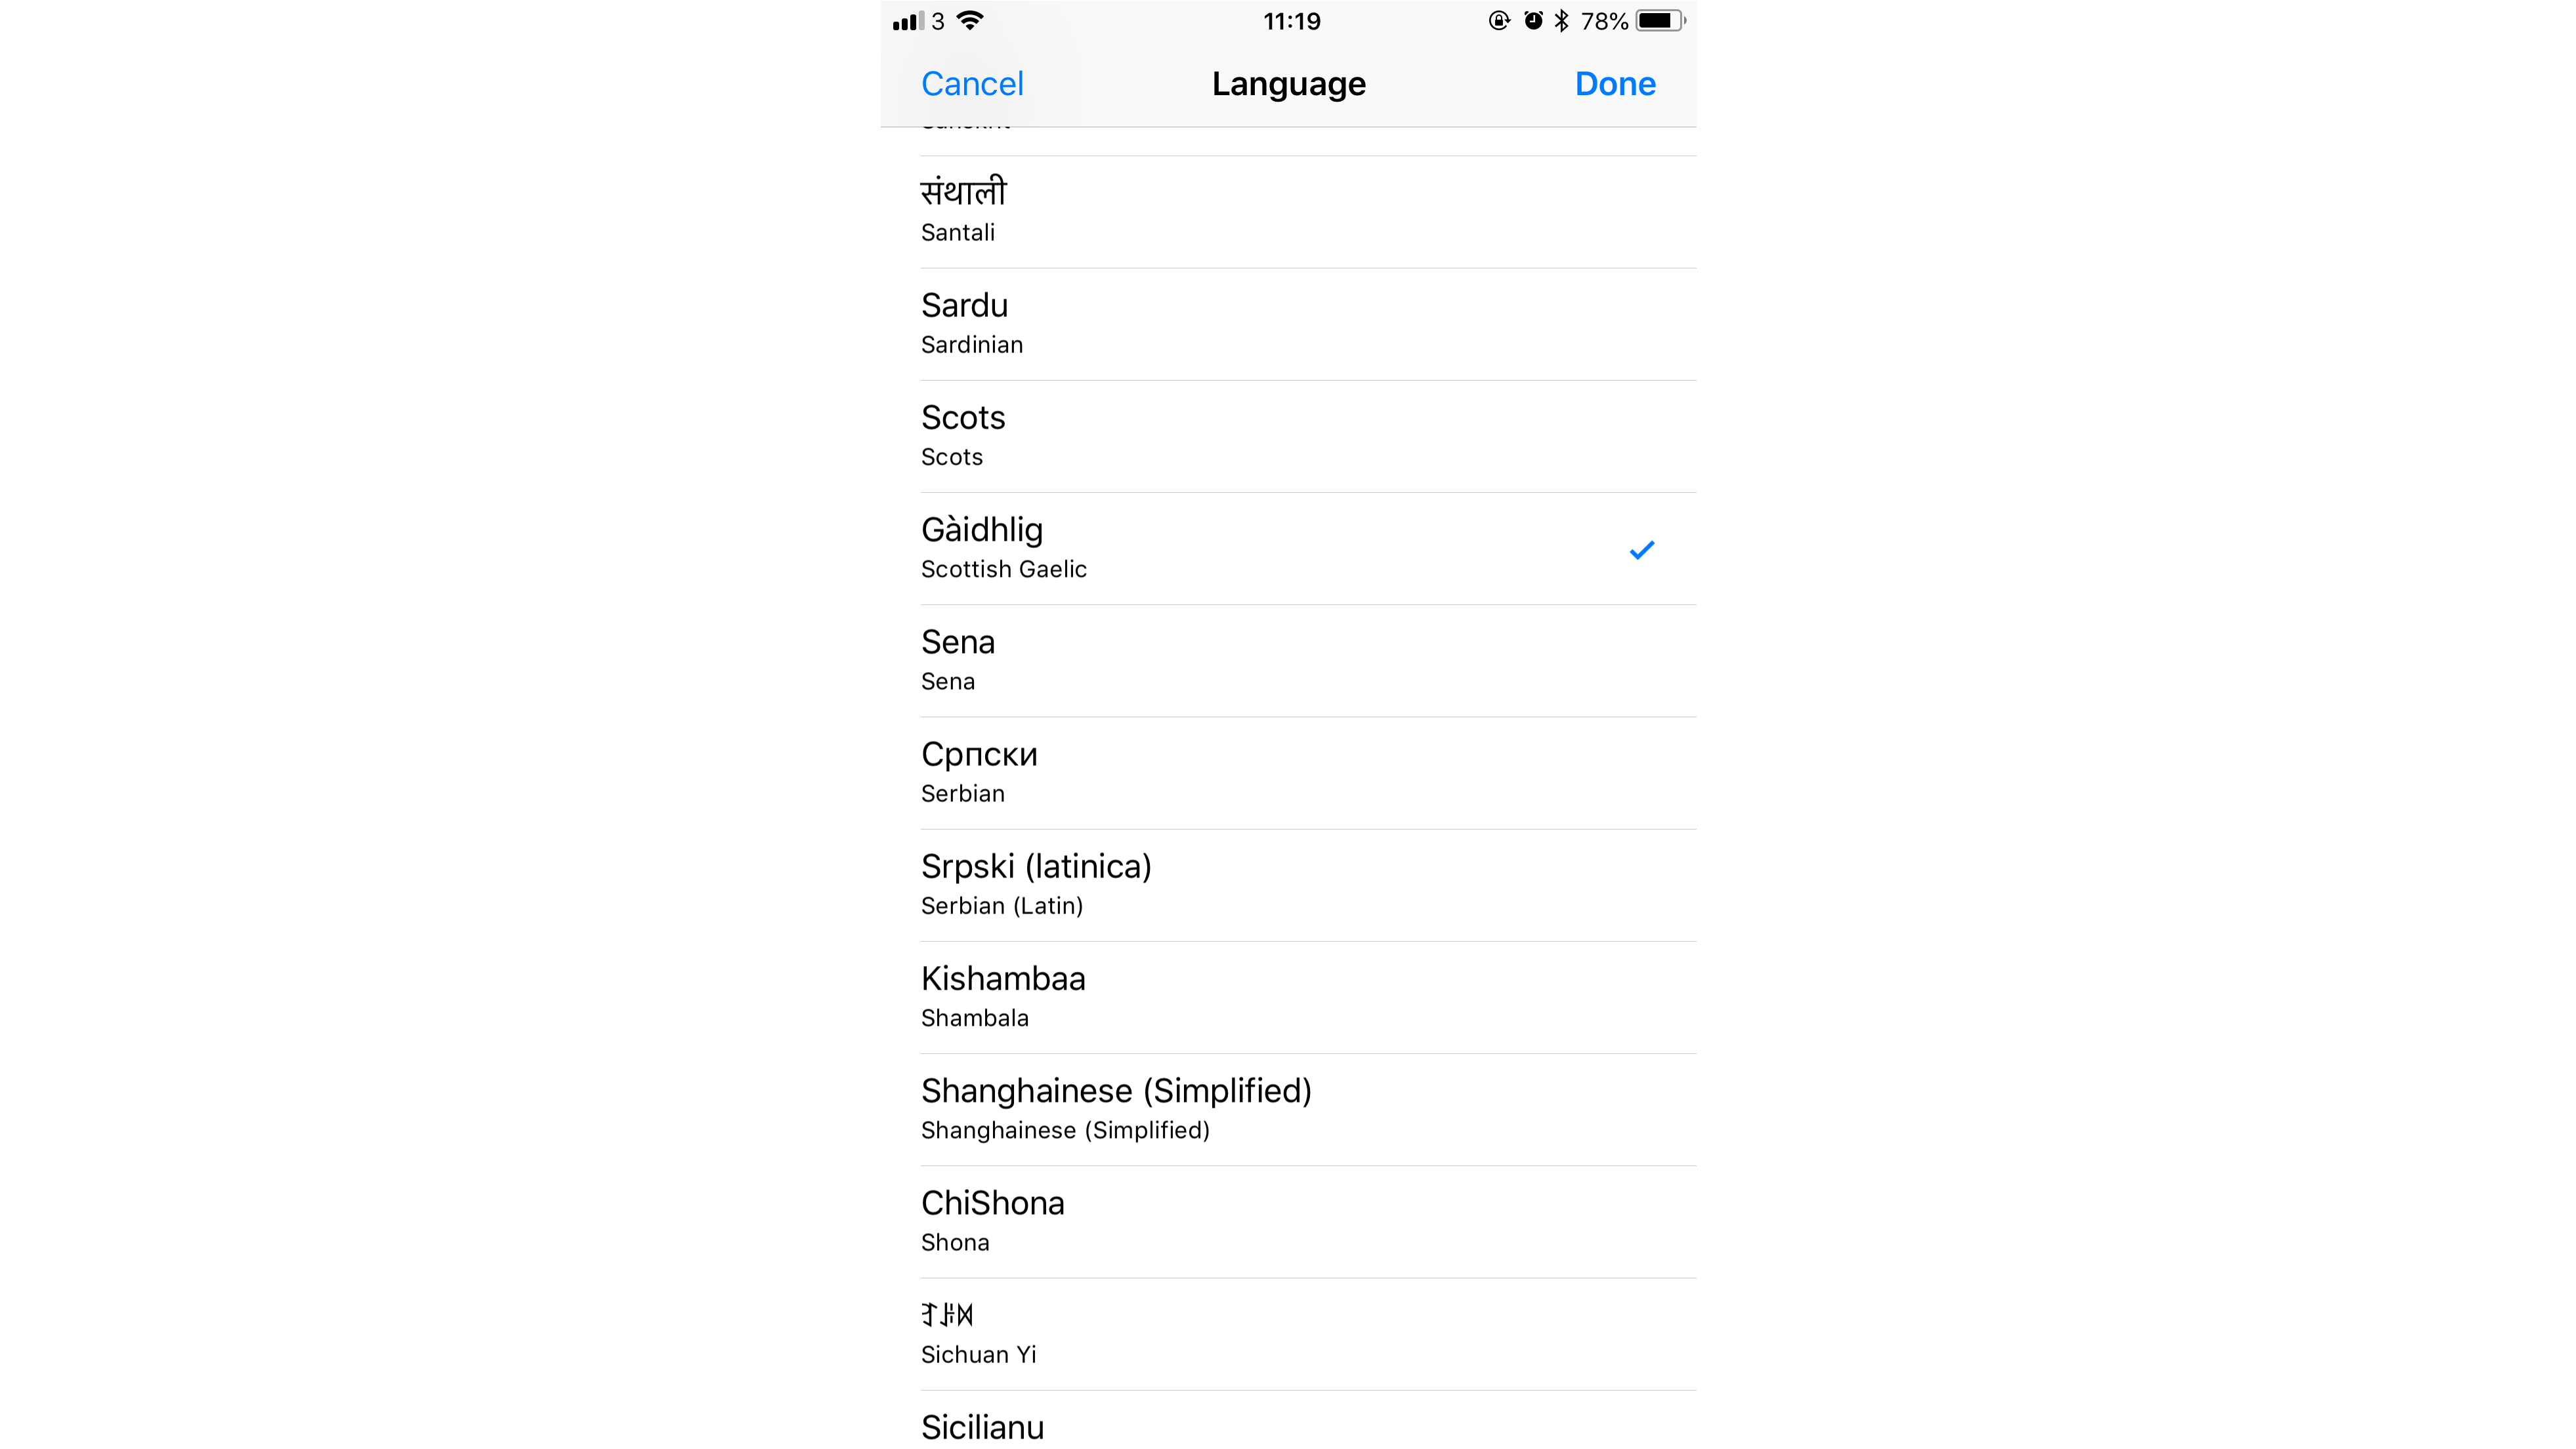 3 11:19 78%
Cancel Language Done
संथाली
Santali
Sardu
Sardinian
Scots
Scots
Gàidhlig
Scottish Gaelic
Sena
Sena
Српски
Serbian
Srpski (latinica)
Serbian (Latin)
Kishambaa
Shambala
Shanghainese (Simplified)
Shanghainese (Simplified)
ChiShona
Shona
ꆈꌠꉙ
Sichuan Yi
Sicilianu